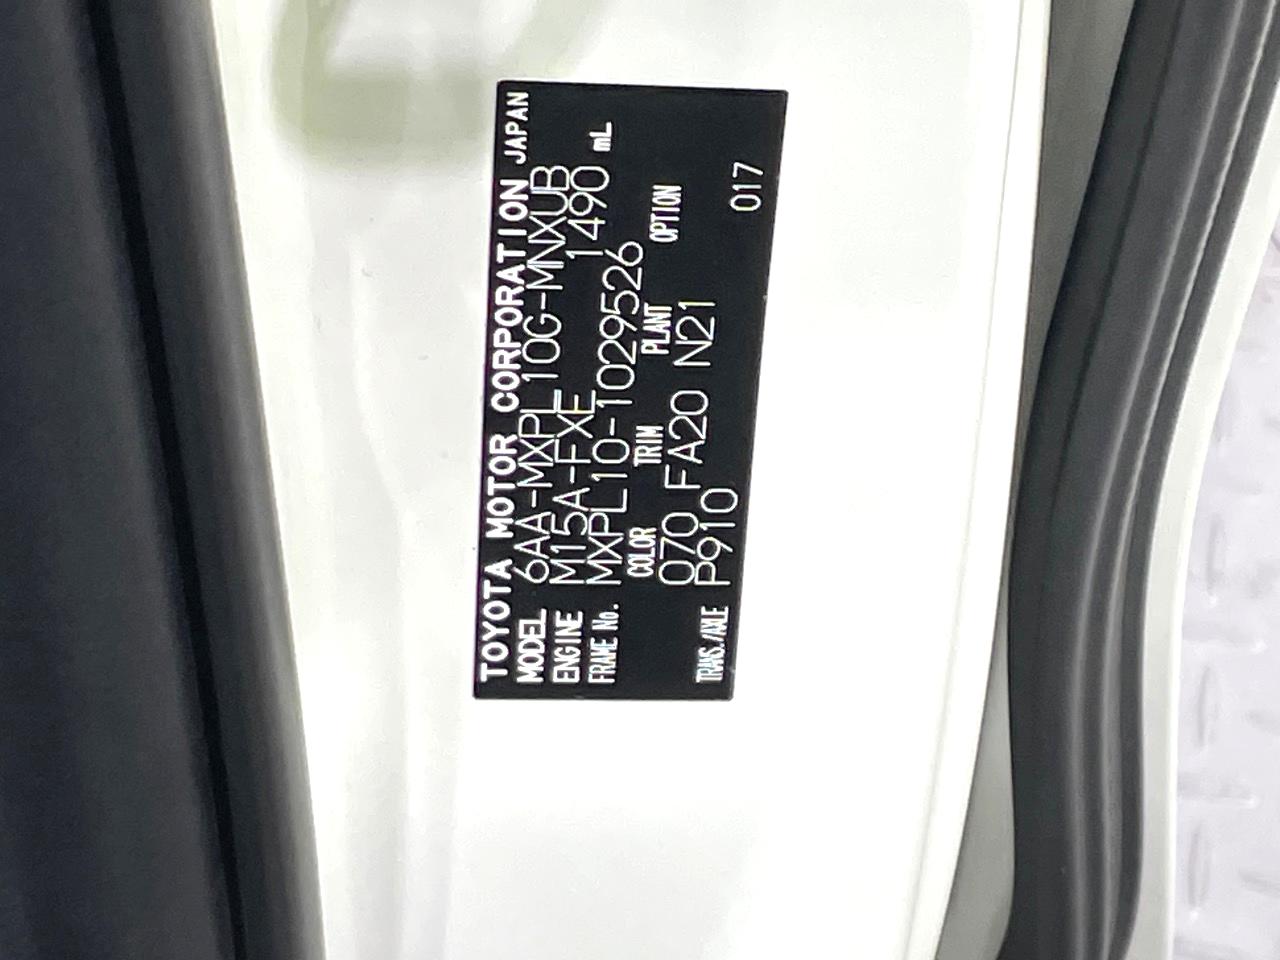 TOYOTA MOTOR CORPORATION JAPAN
MODEL 6AA-MXPL10G-MNXUB
ENGINE M15A-FXE 1490 mL
FRAME No. MXPL10-1029526
COLOR TRIM PLANT OPTION
070 FA20 N21
TRANS./AXLE P910 017